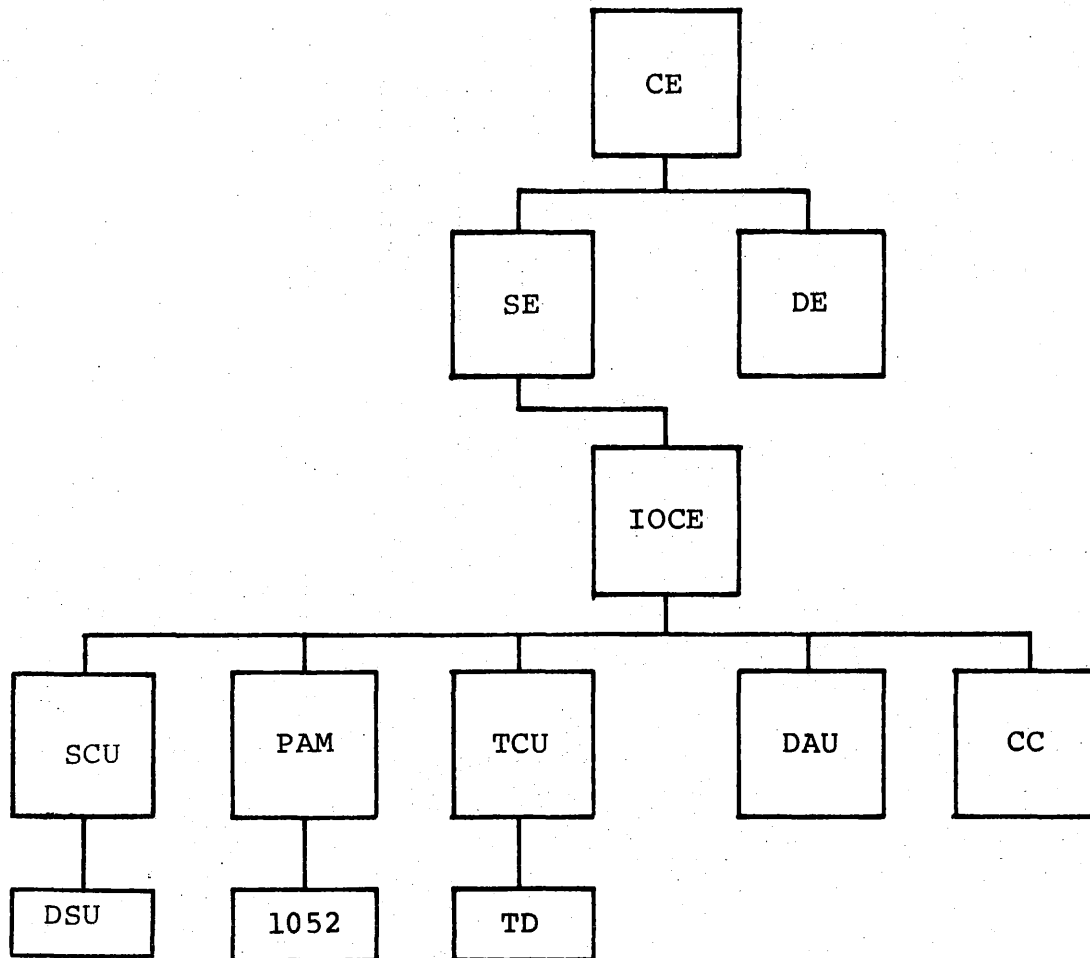 CE
SE
DE
IOCE
SCU
PAM
TCU
DAU
CC
DSU
1052
TD